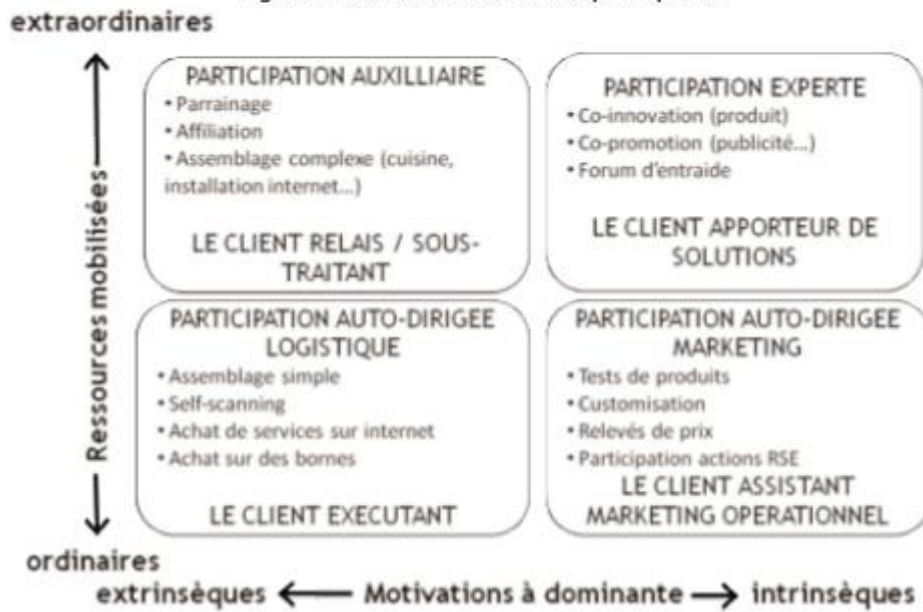 extraordinaires
PARTICIPATION AUXILLIAIRE
• Parrainage
• Affiliation
• Assemblage complexe (cuisine,
installation internet...)
LE CLIENT RELAIS / SOUS-
TRAITANT
PARTICIPATION EXPERTE
• Co-innovation (produit)
• Co-promotion (publicité...)
• Forum d'entraide
LE CLIENT APPORTEUR DE
SOLUTIONS
Ressources mobilisées
PARTICIPATION AUTO-DIRIGEE
LOGISTIQUE
• Assemblage simple
• Self-scanning
• Achat de services sur internet
• Achat sur des bornes
LE CLIENT EXECUTANT
PARTICIPATION AUTO-DIRIGEE
MARKETING
• Tests de produits
• Customisation
• Relevés de prix
• Participation actions RSE
LE CLIENT ASSISTANT
MARKETING OPERATIONNEL
ordinaires
extrinsèques Motivations à dominante intrinsèques